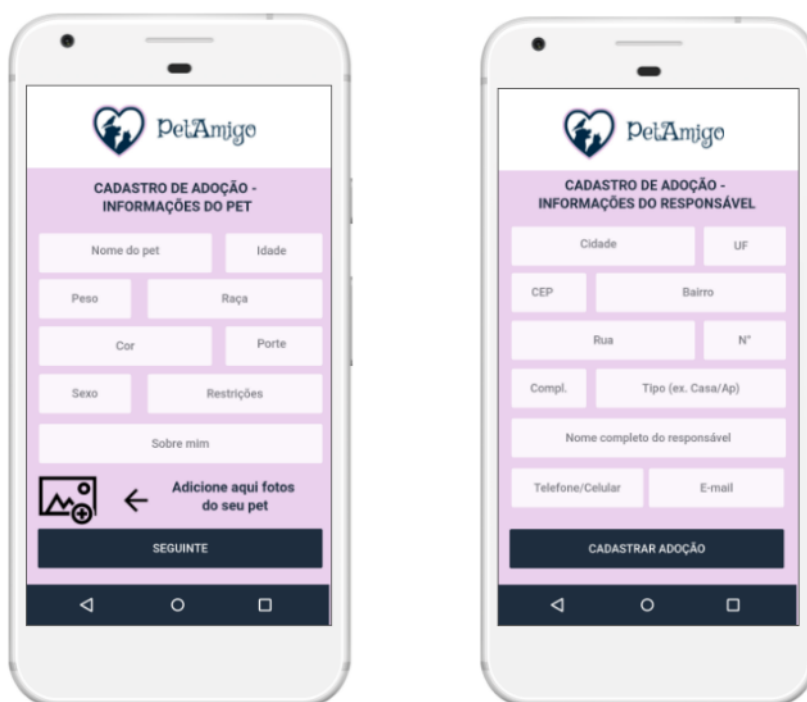 PetAmigo
CADASTRO DE ADOÇÃO -
INFORMAÇÕES DO PET
Nome do pet
Idade
Peso
Raça
Cor
Porte
Sexo
Restrições
Sobre mim
Adicione aqui fotos
do seu pet
SEGUINTE
PetAmigo
CADASTRO DE ADOÇÃO -
INFORMAÇÕES DO RESPONSÁVEL
Cidade
UF
CEP
Bairro
Rua
N°
Compl.
Tipo (ex. Casa/Ap)
Nome completo do responsável
Telefone/Celular
E-mail
CADASTRAR ADOÇÃO